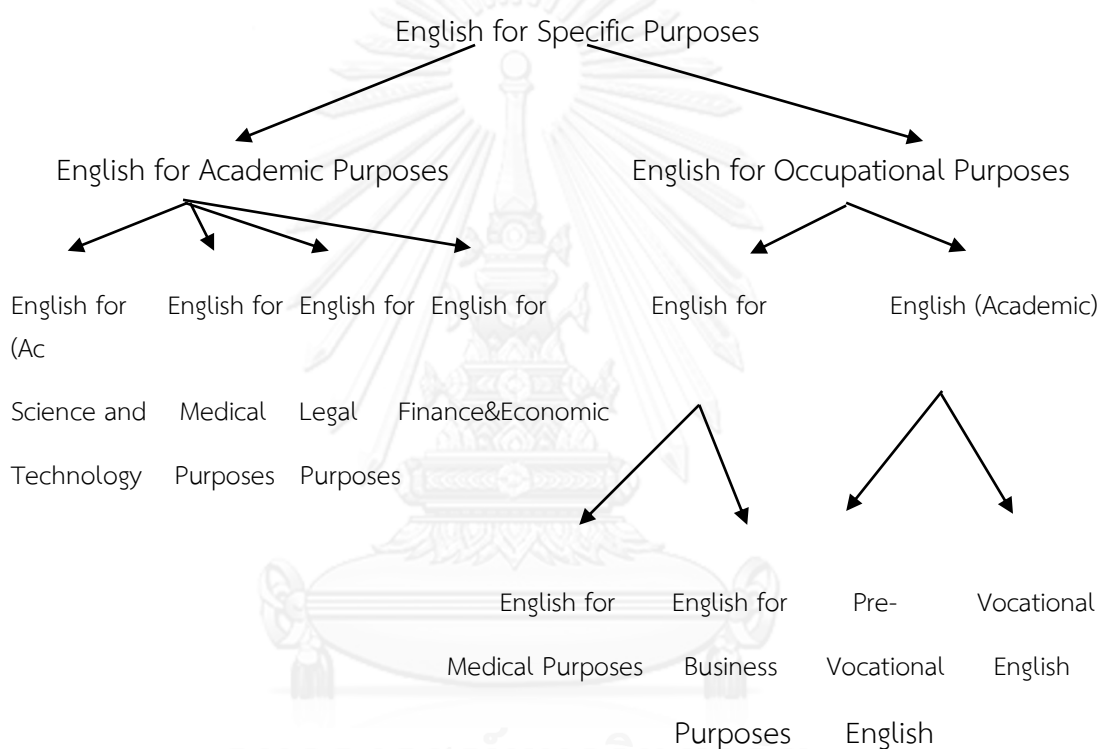 English for Specific Purposes
English for Academic Purposes English for Occupational Purposes
English for English for English for English for English for English (Academic)
(Ac
Science and Medical Legal Finance&Economic
Technology Purposes Purposes
English for English for Pre- Vocational
Medical Purposes Business Vocational English
Purposes English